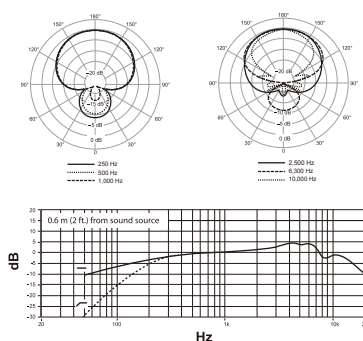 180°
150° 150°
120° 120°
90° 90°
60° 60°
30° 30°
0
−20 dB
−15 dB
−5 dB
0 dB
250 Hz
500 Hz
1,000 Hz
180°
150° 150°
120° 120°
90° 90°
60° 60°
30° 30°
0
−20 dB
−10 dB
−5 dB
0 dB
2,500 Hz
6,300 Hz
10,000 Hz
0.6 m (2 ft.) from sound source
dB
20
15
10
5
0
-5
-10
-15
-20
-25
-30
20 100 1k 10k 20k
Hz